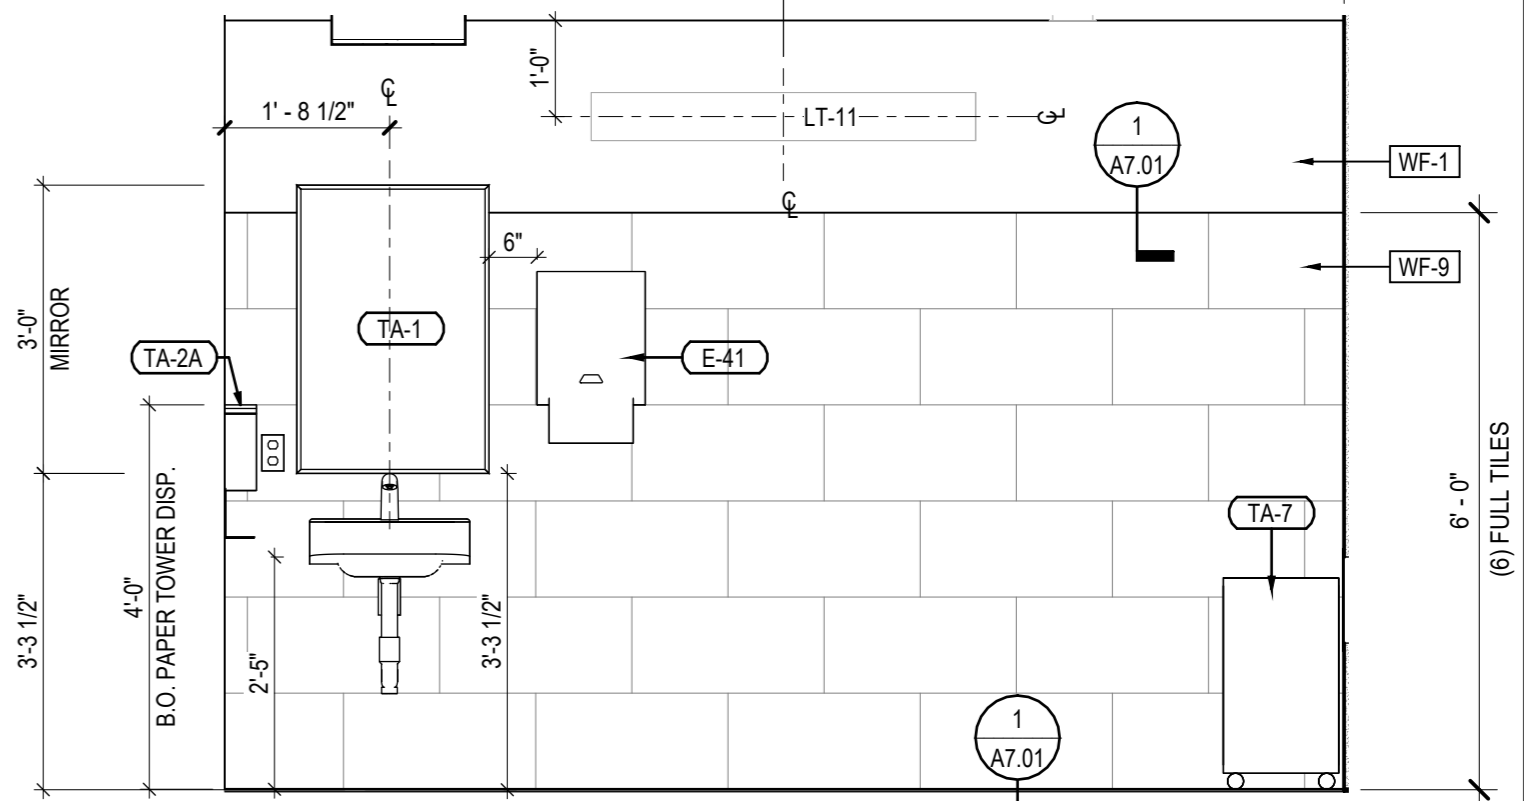 1'-0"
1' - 8 1/2"
℄
LT-11
℄
1
A7.01
WF-1
℄
6"
WF-9
3'-0"
MIRROR
TA-1
TA-2A
E-41
6' - 0"
(6) FULL TILES
TA-7
4'-0"
B.O. PAPER TOWER DISP.
3'-3 1/2"
2'-5"
3'-3 1/2"
1
A7.01